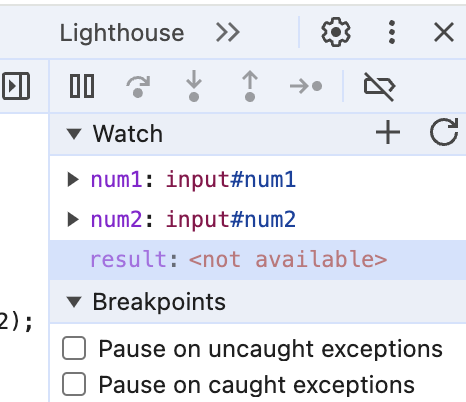 Lighthouse
Watch
num1: input#num1
num2: input#num2
result: <not available>
Breakpoints
2);
Pause on uncaught exceptions
Pause on caught exceptions